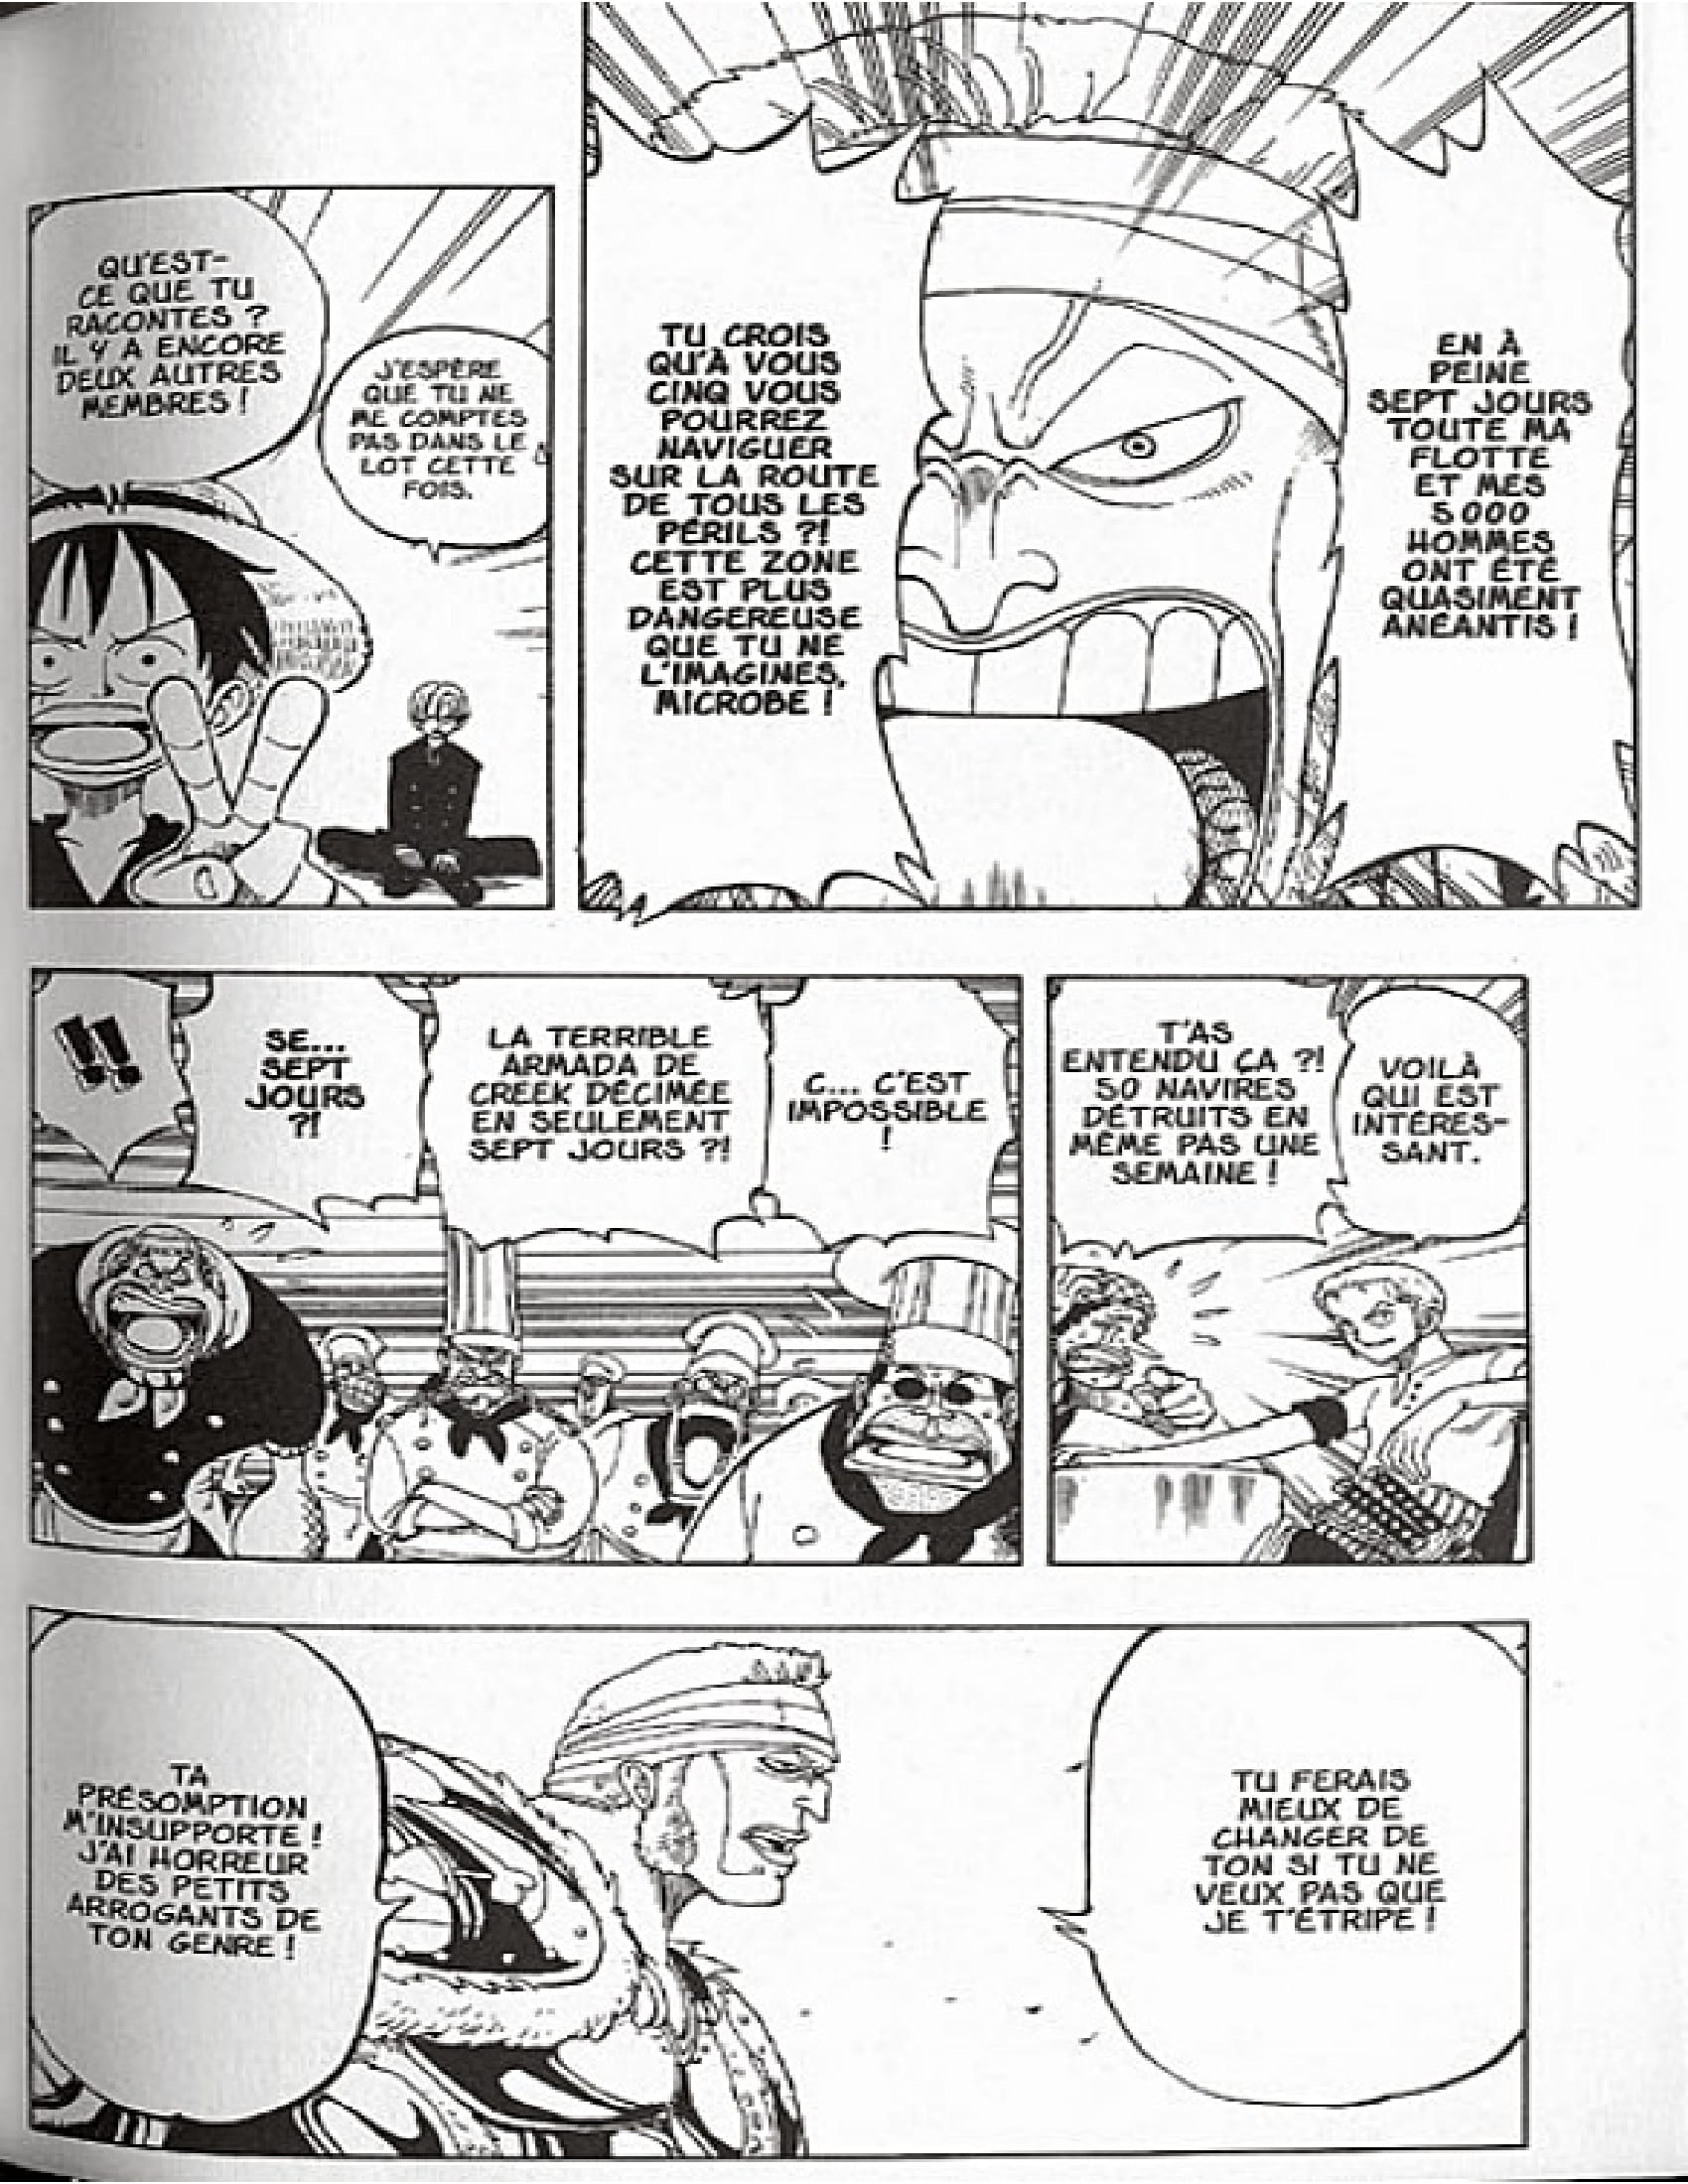 EN À
PEINE
SEPT JOURS
TOUTE MA
FLOTTE
ET MES
5000
HOMMES
ONT ÉTÉ
QUASIMENT
ANÉANTIS !
TU CROIS
QU'À VOUS
CINQ VOUS
POURREZ
NAVIGUER
SUR LA ROUTE
DE TOUS LES
PÉRILS ?!
CETTE ZONE
EST PLUS
DANGEREUSE
QUE TU NE
L'IMAGINES,
MICROBE !
J'ESPÈRE
QUE TU NE
ME COMPTES
PAS DANS LE
LOT CETTE
FOIS.
QU'EST-
CE QUE TU
RACONTES ?
IL Y A ENCORE
DEUX AUTRES
MEMBRES !
VOILÀ
QUI EST
INTÉRES-
SANT.
T'AS
ENTENDU ÇA ?!
50 NAVIRES
DÉTRUITS EN
MÊME PAS UNE
SEMAINE !
C... C'EST
IMPOSSIBLE
!
LA TERRIBLE
ARMADA DE
CREEK DÉCIMÉE
EN SEULEMENT
SEPT JOURS ?!
SE...
SEPT
JOURS
?!
!!
TU FERAIS
MIEUX DE
CHANGER DE
TON SI TU NE
VEUX PAS QUE
JE T'ÉTRIPE !
TA
PRÉSOMPTION
M'INSUPPORTE !
J'AI HORREUR
DES PETITS
ARROGANTS DE
TON GENRE !